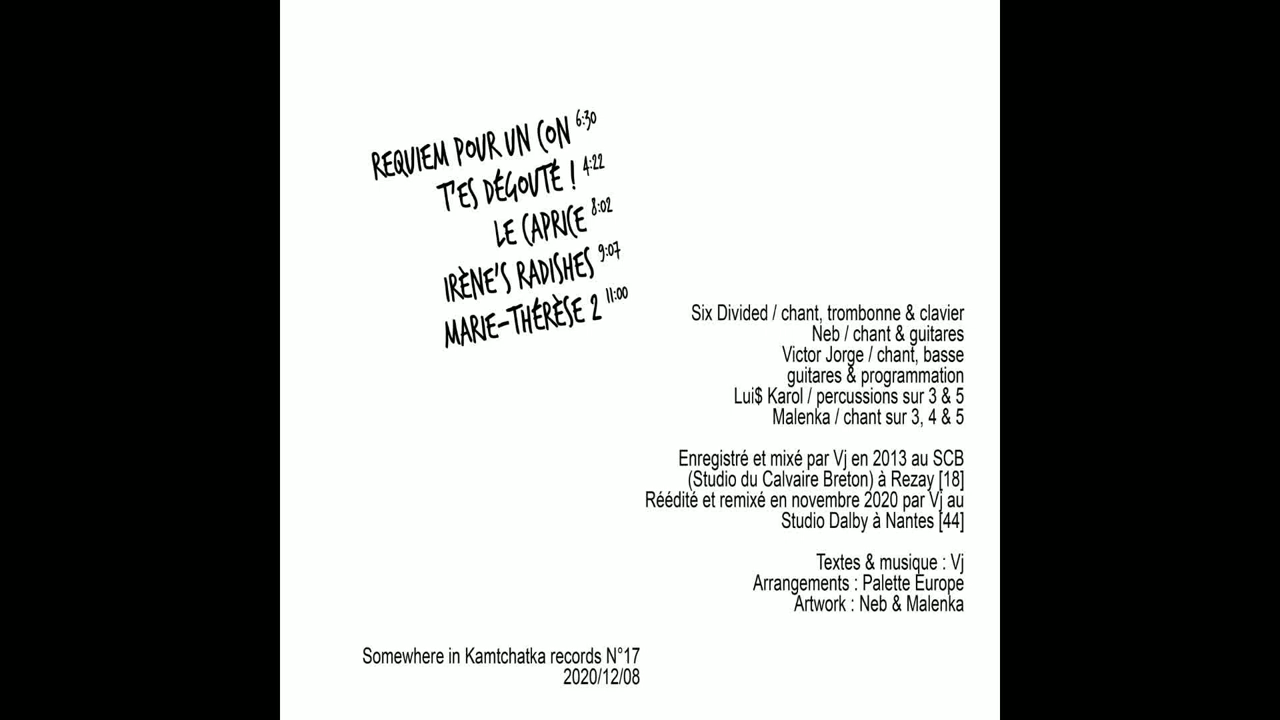 REQUIEM POUR UN CON 6:30
T'ES DÉGOUTÉ ! 4:22
LE CAPRICE 8:02
IRÈNE'S RADISHES 9:07
MARIE-THÉRÈSE 2 11:00
Six Divided / chant, trombonne & clavier
Neb / chant & guitares
Victor Jorge / chant, basse
guitares & programmation
Lui$ Karol / percussions sur 3 & 5
Malenka / chant sur 3, 4 & 5
Enregistré et mixé par Vj en 2013 au SCB
(Studio du Calvaire Breton) à Rezay [18]
Réédité et remixé en novembre 2020 par Vj au
Studio Dalby à Nantes [44]
Textes & musique : Vj
Arrangements : Palette Europe
Artwork : Neb & Malenka
Somewhere in Kamtchatka records N°17
2020/12/08